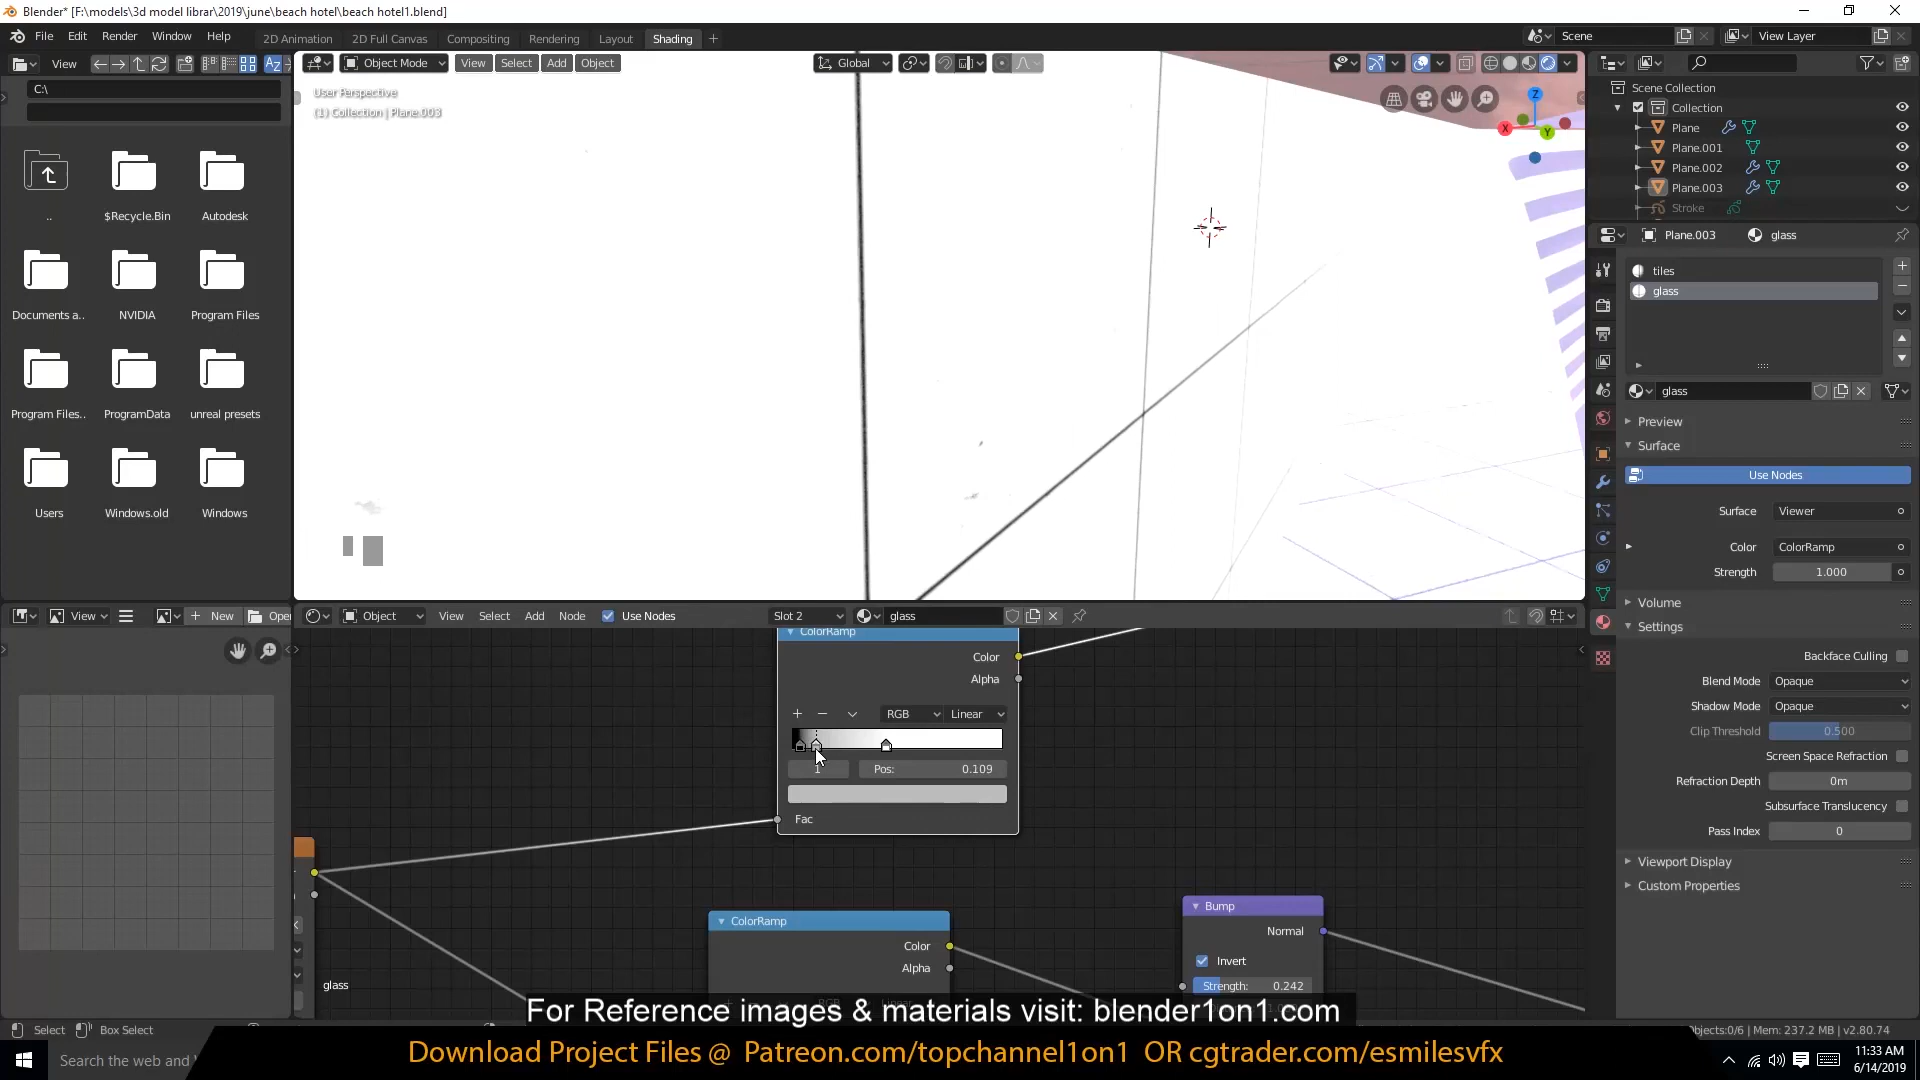 Blender* [F:\models\3d model librar\2019\june\beach hotel\beach hotel1.blend]
File Edit Render Window Help
2D Animation 2D Full Canvas Compositing Rendering Layout Shading
Scene
View Layer
View
C:\
..
$Recycle.Bin
Autodesk
Documents a..
NVIDIA
Program Files
Program Files..
ProgramData
unreal presets
Users
Windows.old
Windows
Object Mode View Select Add Object
Global
User Perspective
(1) Collection | Plane.003
Z
X
Y
Scene Collection
Collection
Plane
Plane.001
Plane.002
Plane.003
Stroke
Plane.003 glass
tiles
glass
glass
Preview
Surface
Use Nodes
Surface Viewer
Color ColorRamp
Strength 1.000
Volume
Settings
Backface Culling
Blend Mode Opaque
Shadow Mode Opaque
Clip Threshold 0.500
Screen Space Refraction
Refraction Depth 0m
Subsurface Translucency
Pass Index 0
Viewport Display
Custom Properties
View
New
Open
Object View Select Add Node Use Nodes
Slot 2 glass
ColorRamp
Color
Alpha
RGB Linear
1 Pos: 0.109
Fac
ColorRamp
Color
Alpha
RGB Linear
Bump
Normal
Invert
Strength: 0.242
glass
Select Box Select
Objects:0/6 | Mem: 237.2 MB | v2.80.74
For Reference images & materials visit: blender1on1.com
Download Project Files @ Patreon.com/topchannel1on1 OR cgtrader.com/esmilesvfx
Search the web and
11:33 AM
6/14/2019